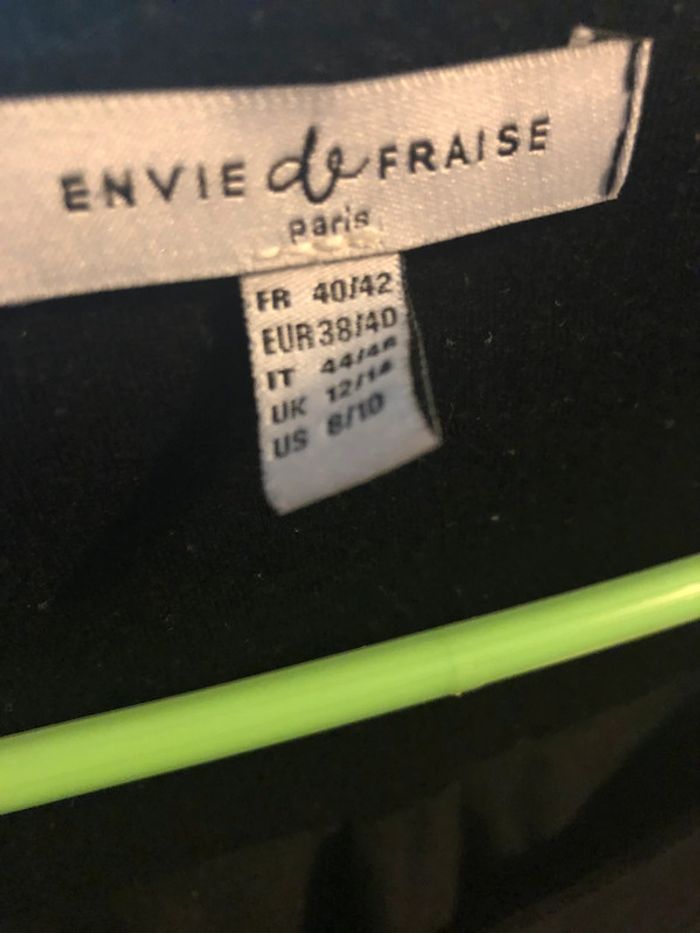 ENVIE de FRAISE
paris
FR 40/42
EUR 38/40
IT 44/46
UK 12/14
US 8/10